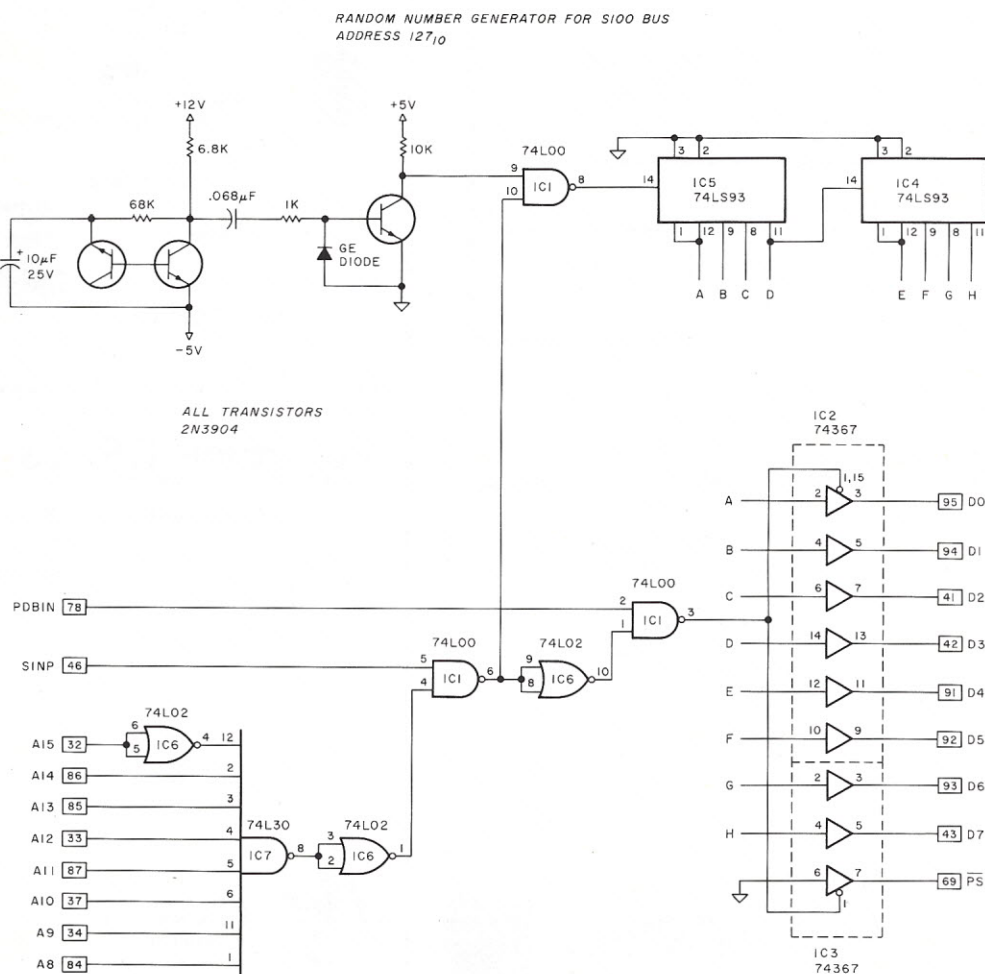 RANDOM NUMBER GENERATOR FOR S100 BUS
ADDRESS 127₁₀
+12V
+5V
6.8K
10K
74L00
9
10
IC1
8
14
3
2
IC5
74LS93
1
12
9
8
11
A
B
C
D
14
3
2
IC4
74LS93
1
12
9
8
11
E
F
G
H
68K
.068µF
1K
+
10µF
25V
GE
DIODE
-5V
ALL TRANSISTORS
2N3904
IC2
74367
1,15
A 2 3 95 D0
B 4 5 94 D1
C 6 7 41 D2
D 14 13 42 D3
E 12 11 91 D4
F 10 9 92 D5
G 2 3 93 D6
H 4 5 43 D7
6 7 69 P̅S̅
1
IC3
74367
PDBIN 78
74L00
2
1
IC1
3
SINP 46
74L00
5
4
IC1
6
74L02
9
8
IC6
10
74L02
A15 32
6
5
IC6
4
12
A14 86 2
A13 85 3
A12 33 4
A11 87 5
A10 37 6
A9 34 11
A8 84 1
74L30
IC7
8
74L02
3
2
IC6
1